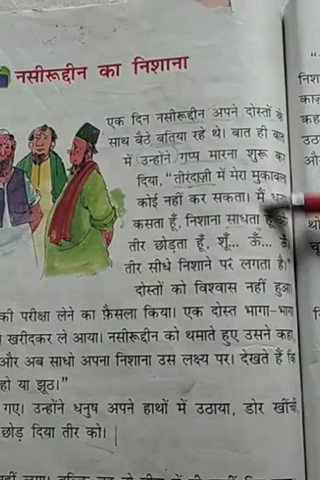 नसीरूद्दीन का निशाना
एक दिन नसीरूद्दीन अपने दोस्तों के
साथ बैठे बतिया रहे थे। बात ही बात
में उन्होंने गप्प मारना शुरू कर
दिया, "तीरंदाज़ी में मेरा मुकाबला
कोई नहीं कर सकता। मैं
कसता हूँ, निशाना साधता हूँ
तीर छोड़ता हूँ, शूँ... ऊँ...
तीर सीधे निशाने पर लगता है।"
दोस्तों को विश्वास नहीं हुआ।
की परीक्षा लेने का फ़ैसला किया। एक दोस्त भागा-भागा
खरीदकर ले आया। नसीरूद्दीन को थमाते हुए उसने कहा,
और अब साधो अपना निशाना उस लक्ष्य पर। देखते हैं कि
हो या झूठ।"
गए। उन्होंने धनुष अपने हाथों में उठाया, डोर खींची
छोड़ दिया तीर को।